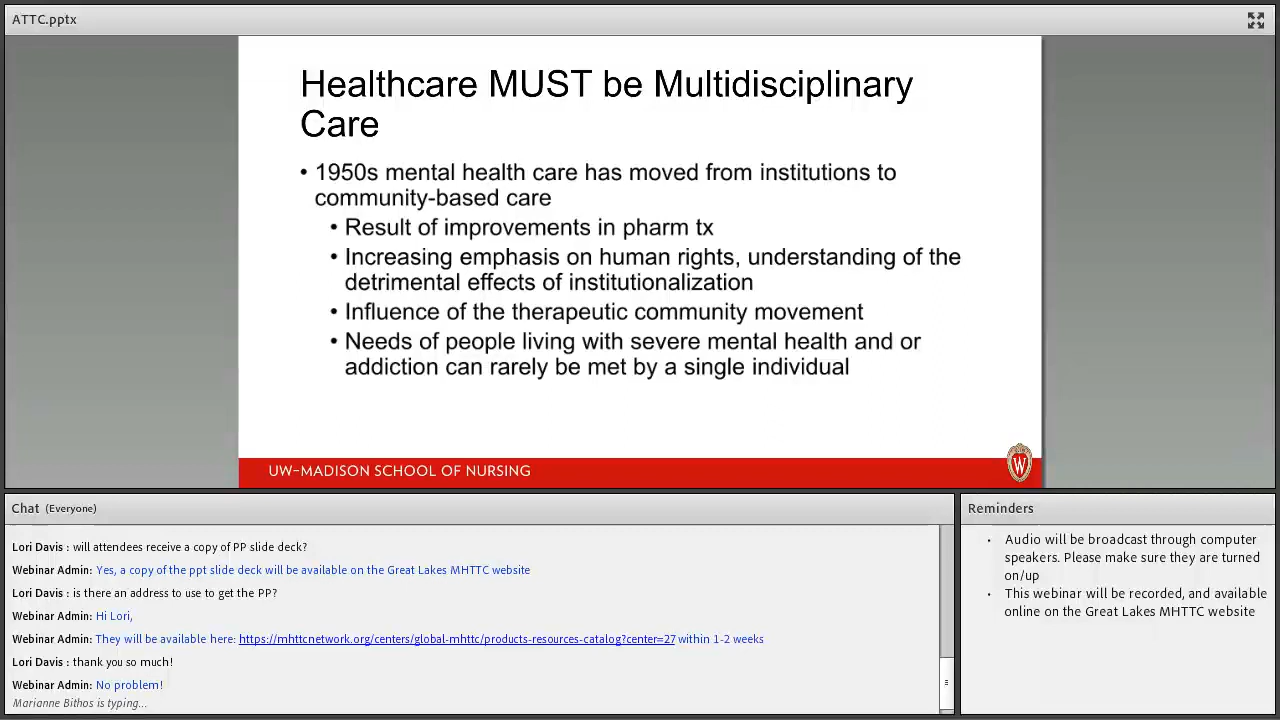 ATTC.pptx
Healthcare MUST be Multidisciplinary
Care
• 1950s mental health care has moved from institutions to
community-based care
• Result of improvements in pharm tx
• Increasing emphasis on human rights, understanding of the
detrimental effects of institutionalization
• Influence of the therapeutic community movement
• Needs of people living with severe mental health and or
addiction can rarely be met by a single individual
UW-MADISON SCHOOL OF NURSING
W
Chat (Everyone)
Lori Davis : will attendees receive a copy of PP slide deck?
Webinar Admin: Yes, a copy of the ppt slide deck will be available on the Great Lakes MHTTC website
Lori Davis : is there an address to use to get the PP?
Webinar Admin: Hi Lori,
Webinar Admin: They will be available here: https://mhttcnetwork.org/centers/global-mhttc/products-resources-catalog?center=27 within 1-2 weeks
Lori Davis : thank you so much!
Webinar Admin: No problem!
Marianne Bithos is typing...
Reminders
• Audio will be broadcast through computer
speakers. Please make sure they are turned
on/up
• This webinar will be recorded, and available
online on the Great Lakes MHTTC website